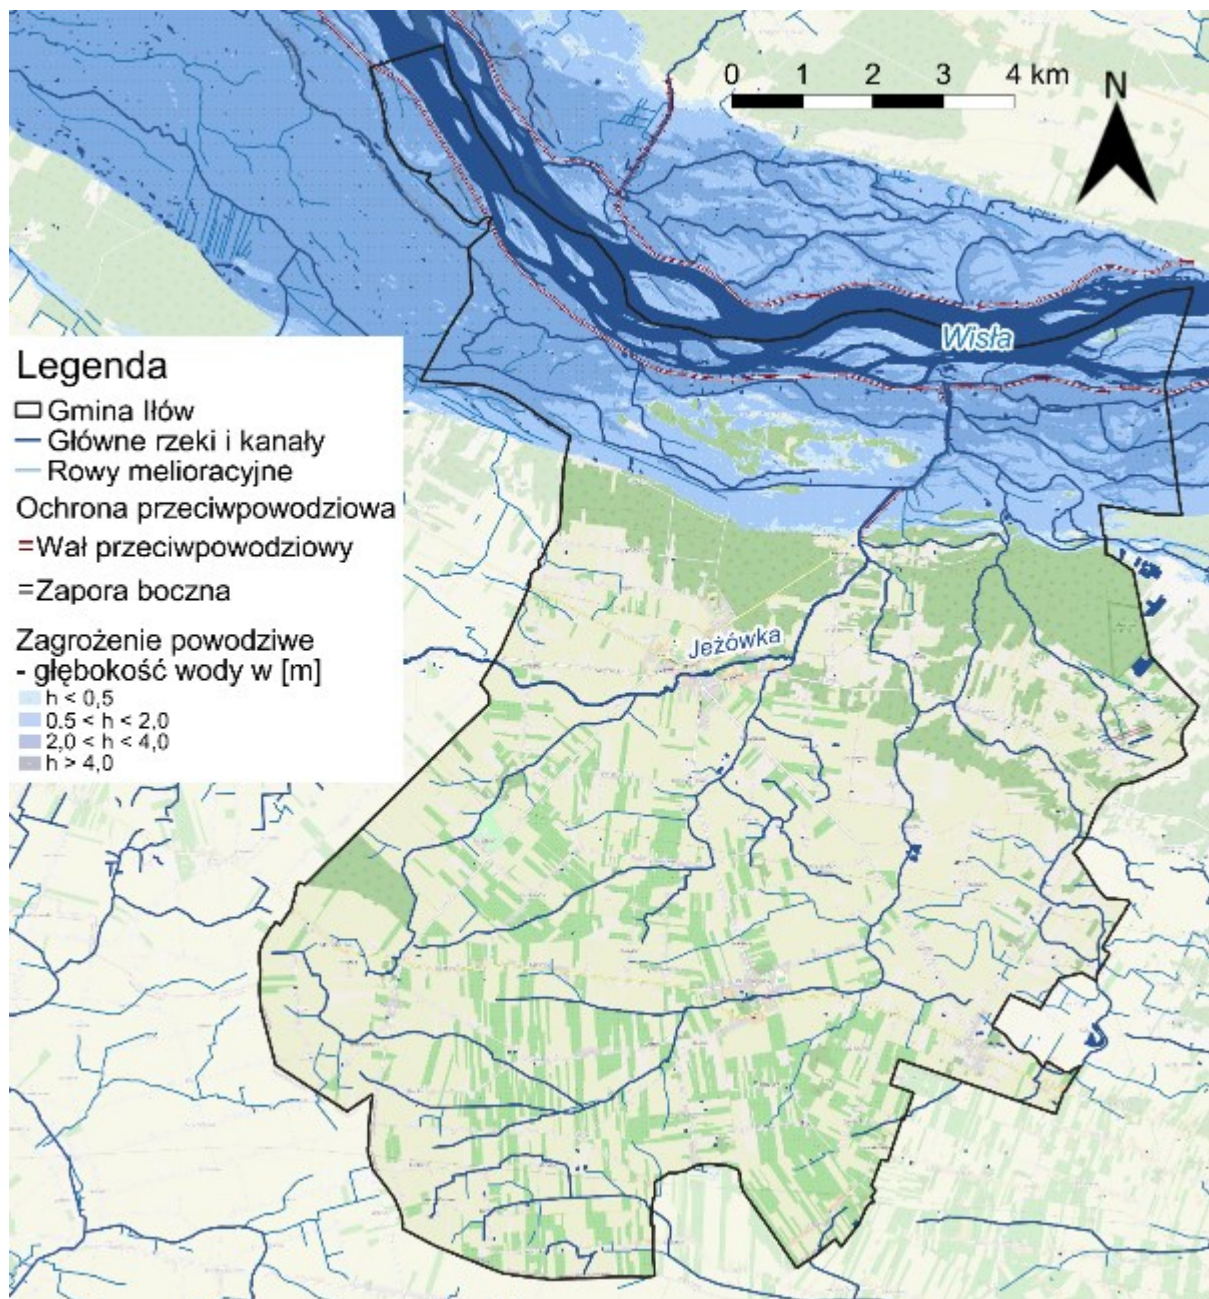 0 1 2 3 4 km
N
Wisła
Legenda
Gmina Iłów
Główne rzeki i kanały
Rowy melioracyjne
Ochrona przeciwpowodziowa
=Wał przeciwpowodziowy
=Zapora boczna
Zagrożenie powodziwe
- głębokość wody w [m]
h < 0,5
0.5 < h < 2,0
2,0 < h < 4,0
h > 4,0
Jeżówka